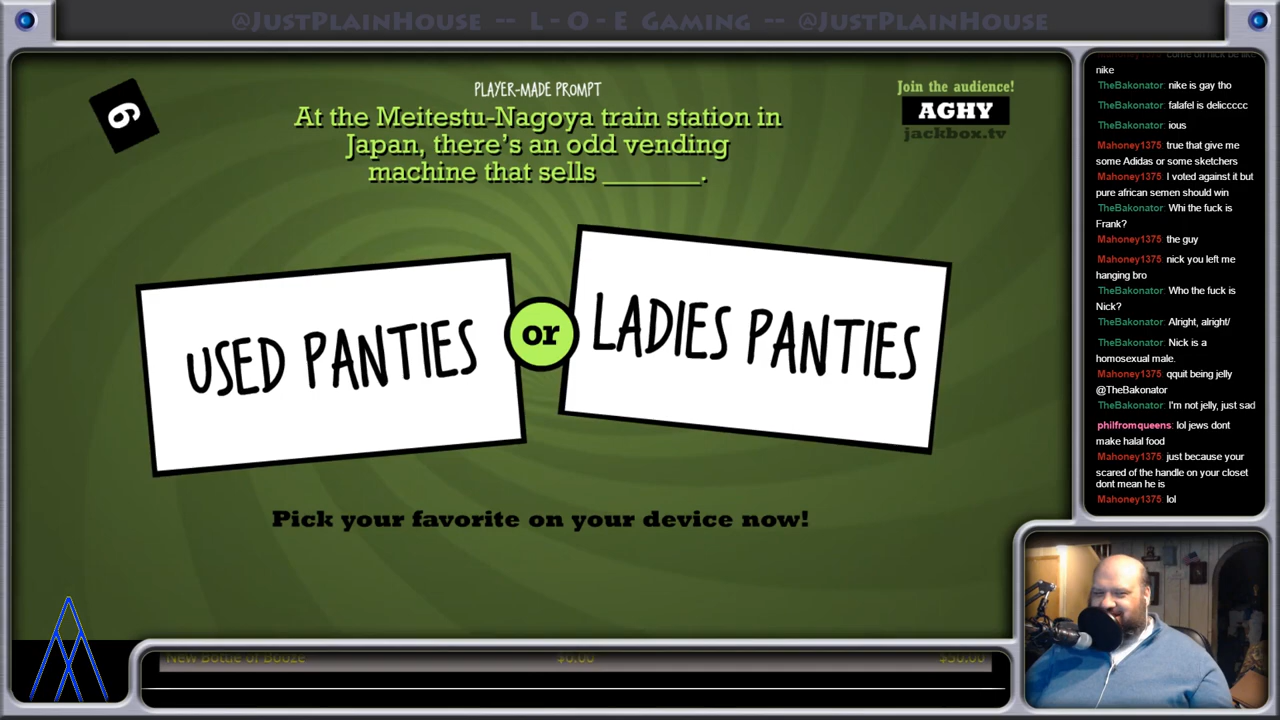 @JustPlainHouse -- L - O - E Gaming -- @JustPlainHouse
6
PLAYER-MADE PROMPT
At the Meitestu-Nagoya train station in
Japan, there's an odd vending
machine that sells _______.
Join the audience!
AGHY
jackbox.tv
USED PANTIES
or
LADIES PANTIES
Pick your favorite on your device now!
nike
TheBakonator: nike is gay tho
TheBakonator: falafel is deliccccc
TheBakonator: ious
Mahoney1375: true that give me
some Adidas or some sketchers
Mahoney1375: I voted against it but
pure african semen should win
TheBakonator: Whi the fuck is
Frank?
Mahoney1375: the guy
Mahoney1375: nick you left me
hanging bro
TheBakonator: Who the fuck is
Nick?
TheBakonator: Alright, alright/
TheBakonator: Nick is a
homosexual male.
Mahoney1375: qquit being jelly
@TheBakonator
TheBakonator: I'm not jelly, just sad
philfromqueens: lol jews dont
make halal food
Mahoney1375: just because your
scared of the handle on your closet
dont mean he is
Mahoney1375: lol
New Bottle of Booze $0.00 $50.00